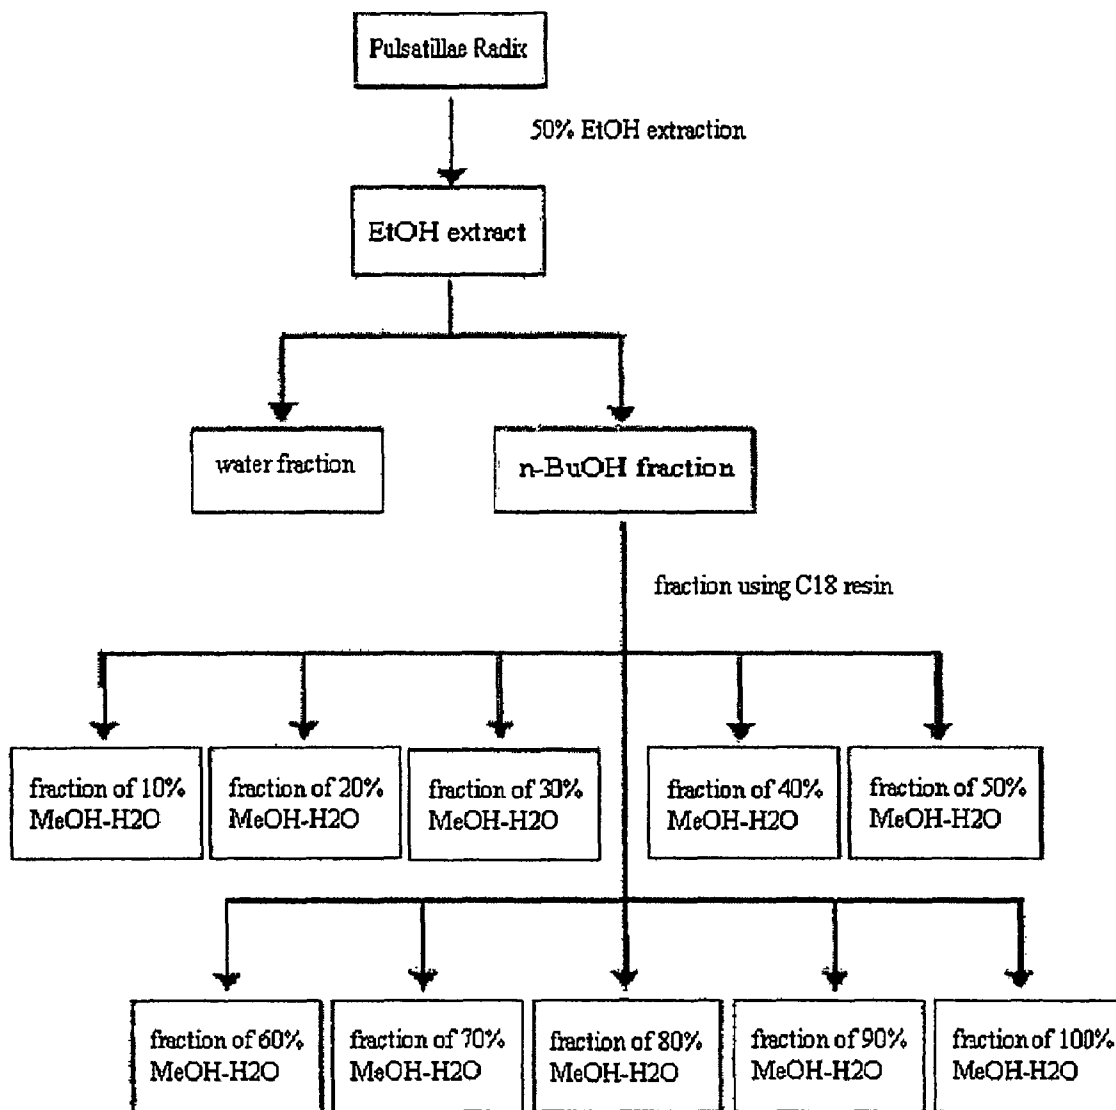 Pulsatillae Radix
50% EtOH extraction
EtOH extract
water fraction
n-BuOH fraction
fraction using C18 resin
fraction of 10%
MeOH-H2O
fraction of 20%
MeOH-H2O
fraction of 30%
MeOH-H2O
fraction of 40%
MeOH-H2O
fraction of 50%
MeOH-H2O
fraction of 60%
MeOH-H2O
fraction of 70%
MeOH-H2O
fraction of 80%
MeOH-H2O
fraction of 90%
MeOH-H2O
fraction of 100%
MeOH-H2O